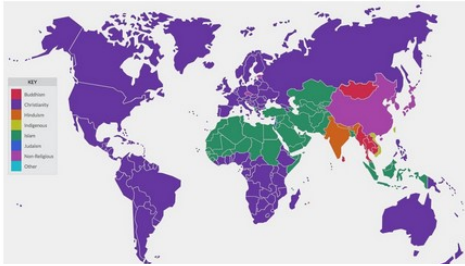 KEY
Buddhism
Christianity
Hinduism
Indigenous
Islam
Judaism
Non-Religious
Other